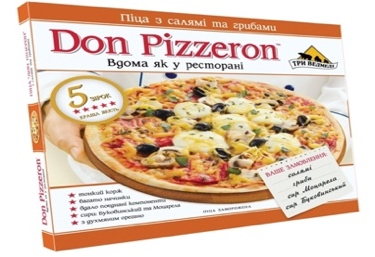 Піца з салямі та грибами
Don Pizzeron
Вдома як у ресторані
ТРИ ВЕДМЕДІ
5 ЗІРОК
КРАЩА ЯКІСТЬ
тонкий корж
багато начинки
вдало поєднані компоненти
сири Буковинський та Моцарела
з духмяним орегано
ВАШЕ ЗАМОВЛЕННЯ
салямі
гриби
сир Моцарела
сир Буковинський
ПІЦА ЗАМОРОЖЕНА
Don Pizzeron